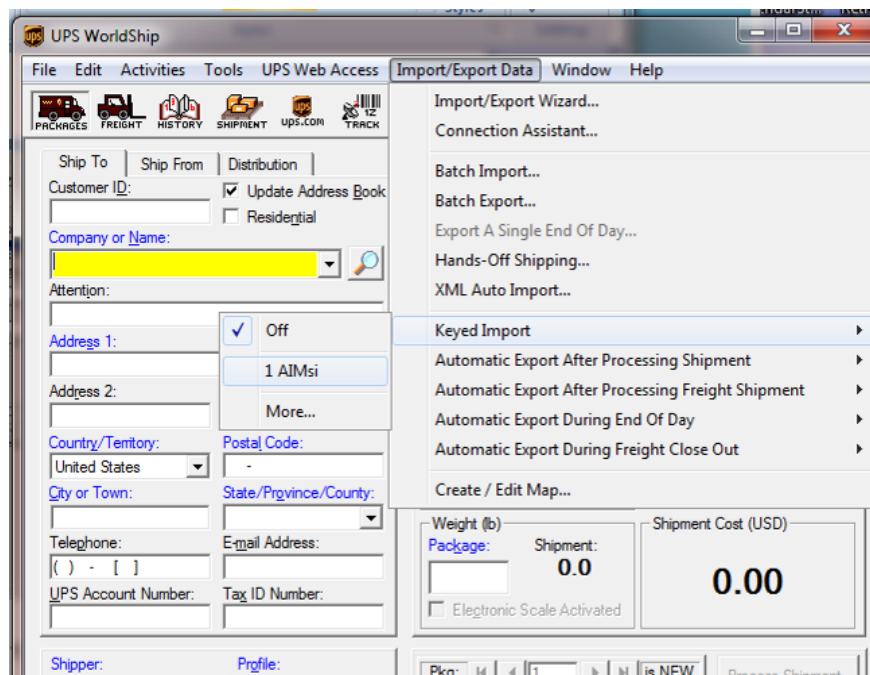 Styles
UPS WorldShip
File Edit Activities Tools UPS Web Access Import/Export Data Window Help
PACKAGES FREIGHT HISTORY SHIPMENT UPS.COM TRACK
Import/Export Wizard...
Connection Assistant...
Batch Import...
Batch Export...
Export A Single End Of Day...
Hands-Off Shipping...
XML Auto Import...
Keyed Import
Automatic Export After Processing Shipment
Automatic Export After Processing Freight Shipment
Automatic Export During End Of Day
Automatic Export During Freight Close Out
Create / Edit Map...
Off
1 AIMsi
More...
Ship To Ship From Distribution
Customer ID: Update Address Book
Residential
Company or Name:
Attention:
Address 1:
Address 2:
Country/Territory: Postal Code:
United States -
City or Town: State/Province/County:
Telephone: E-mail Address:
( ) - [ ]
UPS Account Number: Tax ID Number:
Shipper: Profile:
Weight (lb)
Package: Shipment:
0.0
Electronic Scale Activated
Shipment Cost (USD)
0.00
Pkg: 1 is NEW Process Shipment